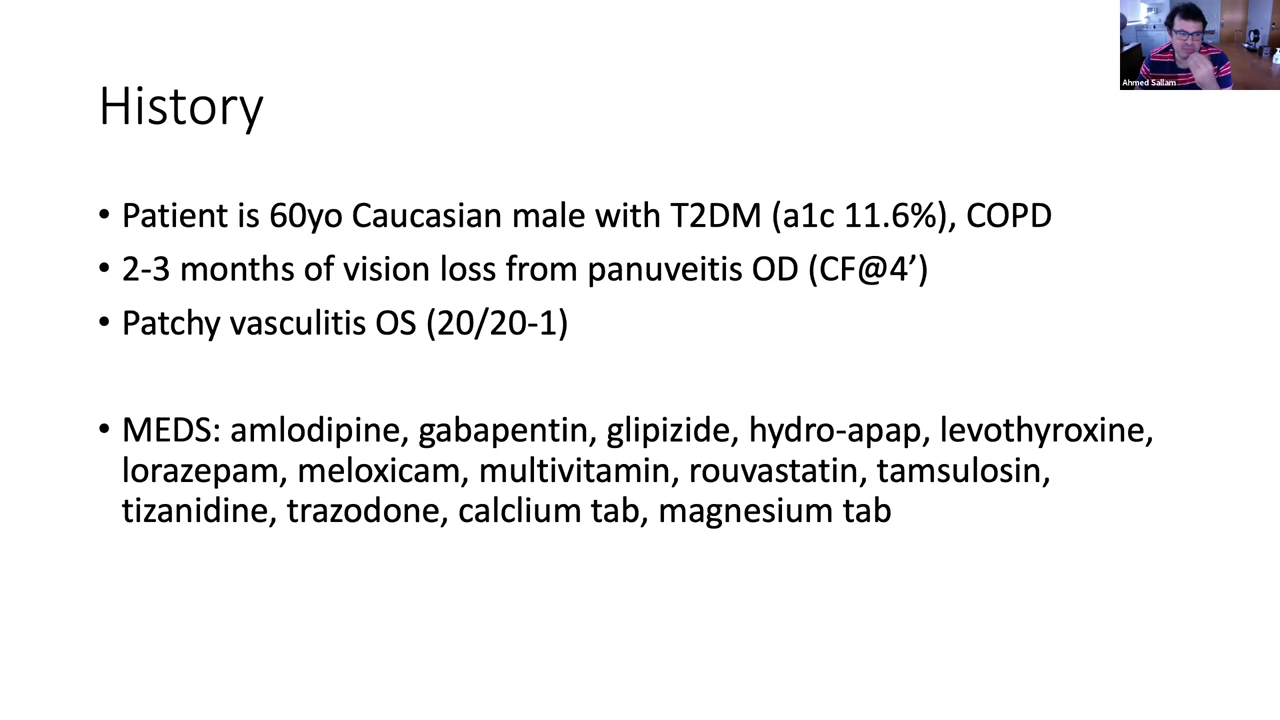 Ahmed Sallam
History
• Patient is 60yo Caucasian male with T2DM (a1c 11.6%), COPD
• 2-3 months of vision loss from panuveitis OD (CF@4’)
• Patchy vasculitis OS (20/20-1)
• MEDS: amlodipine, gabapentin, glipizide, hydro-apap, levothyroxine,
lorazepam, meloxicam, multivitamin, rouvastatin, tamsulosin,
tizanidine, trazodone, calclium tab, magnesium tab